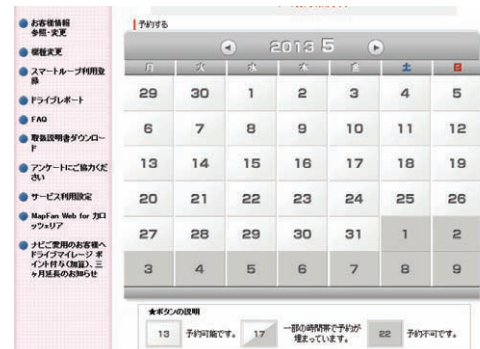 お客様情報
参照・変更
機種変更
スマートループ利用登
録
ドライブレポート
FAQ
取扱説明書ダウンロー
ド
アンケートにご協力くだ
さい
サービス利用設定
MapFan Web for カロ
ッツェリア
ナビご愛用のお客様へ
ドライブマイレージ ポ
イント付与(加算)、三
ヶ月延長のお知らせ
予約する
2013 5
月 火 水 木 金 土 日
29 30 1 2 3 4 5
6 7 8 9 10 11 12
13 14 15 16 17 18 19
20 21 22 23 24 25 26
27 28 29 30 31 1 2
3 4 5 6 7 8 9
★ボタンの説明
13 予約可能です。 17 一部の時間帯で予約が
埋まっています。 22 予約不可です。